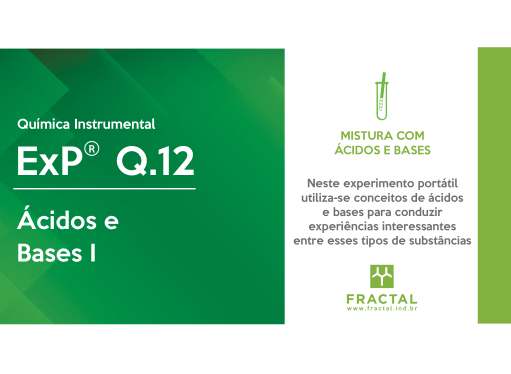 Química Instrumental
ExP® Q.12
Ácidos e
Bases I
MISTURA COM
ÁCIDOS E BASES
Neste experimento portátil
utiliza-se conceitos de ácidos
e bases para conduzir
experiências interessantes
entre esses tipos de substâncias
FRACTAL
www.fractal.ind.br